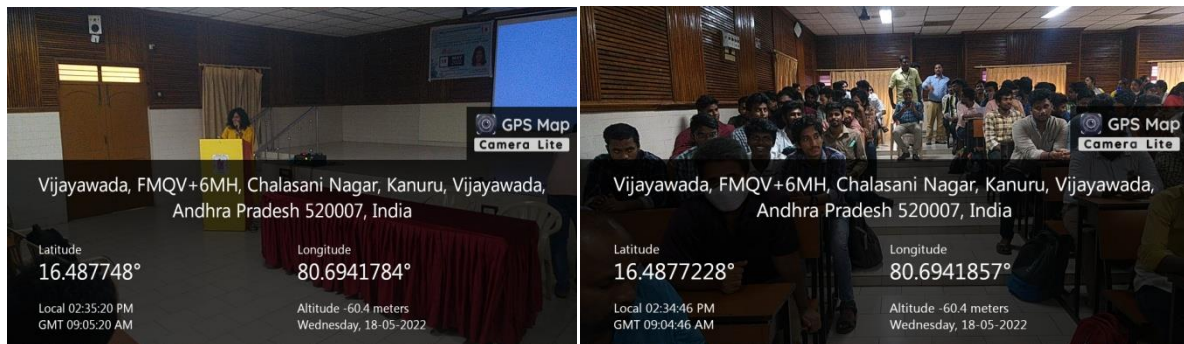 GPS Map
Camera Lite
Vijayawada, FMQV+6MH, Chalasani Nagar, Kanuru, Vijayawada,
Andhra Pradesh 520007, India
Latitude
16.487748°
Longitude
80.6941784°
Local 02:35:20 PM
GMT 09:05:20 AM
Altitude -60.4 meters
Wednesday, 18-05-2022
GPS Map
Camera Lite
Vijayawada, FMQV+6MH, Chalasani Nagar, Kanuru, Vijayawada,
Andhra Pradesh 520007, India
Latitude
16.4877228°
Longitude
80.6941857°
Local 02:34:46 PM
GMT 09:04:46 AM
Altitude -60.4 meters
Wednesday, 18-05-2022